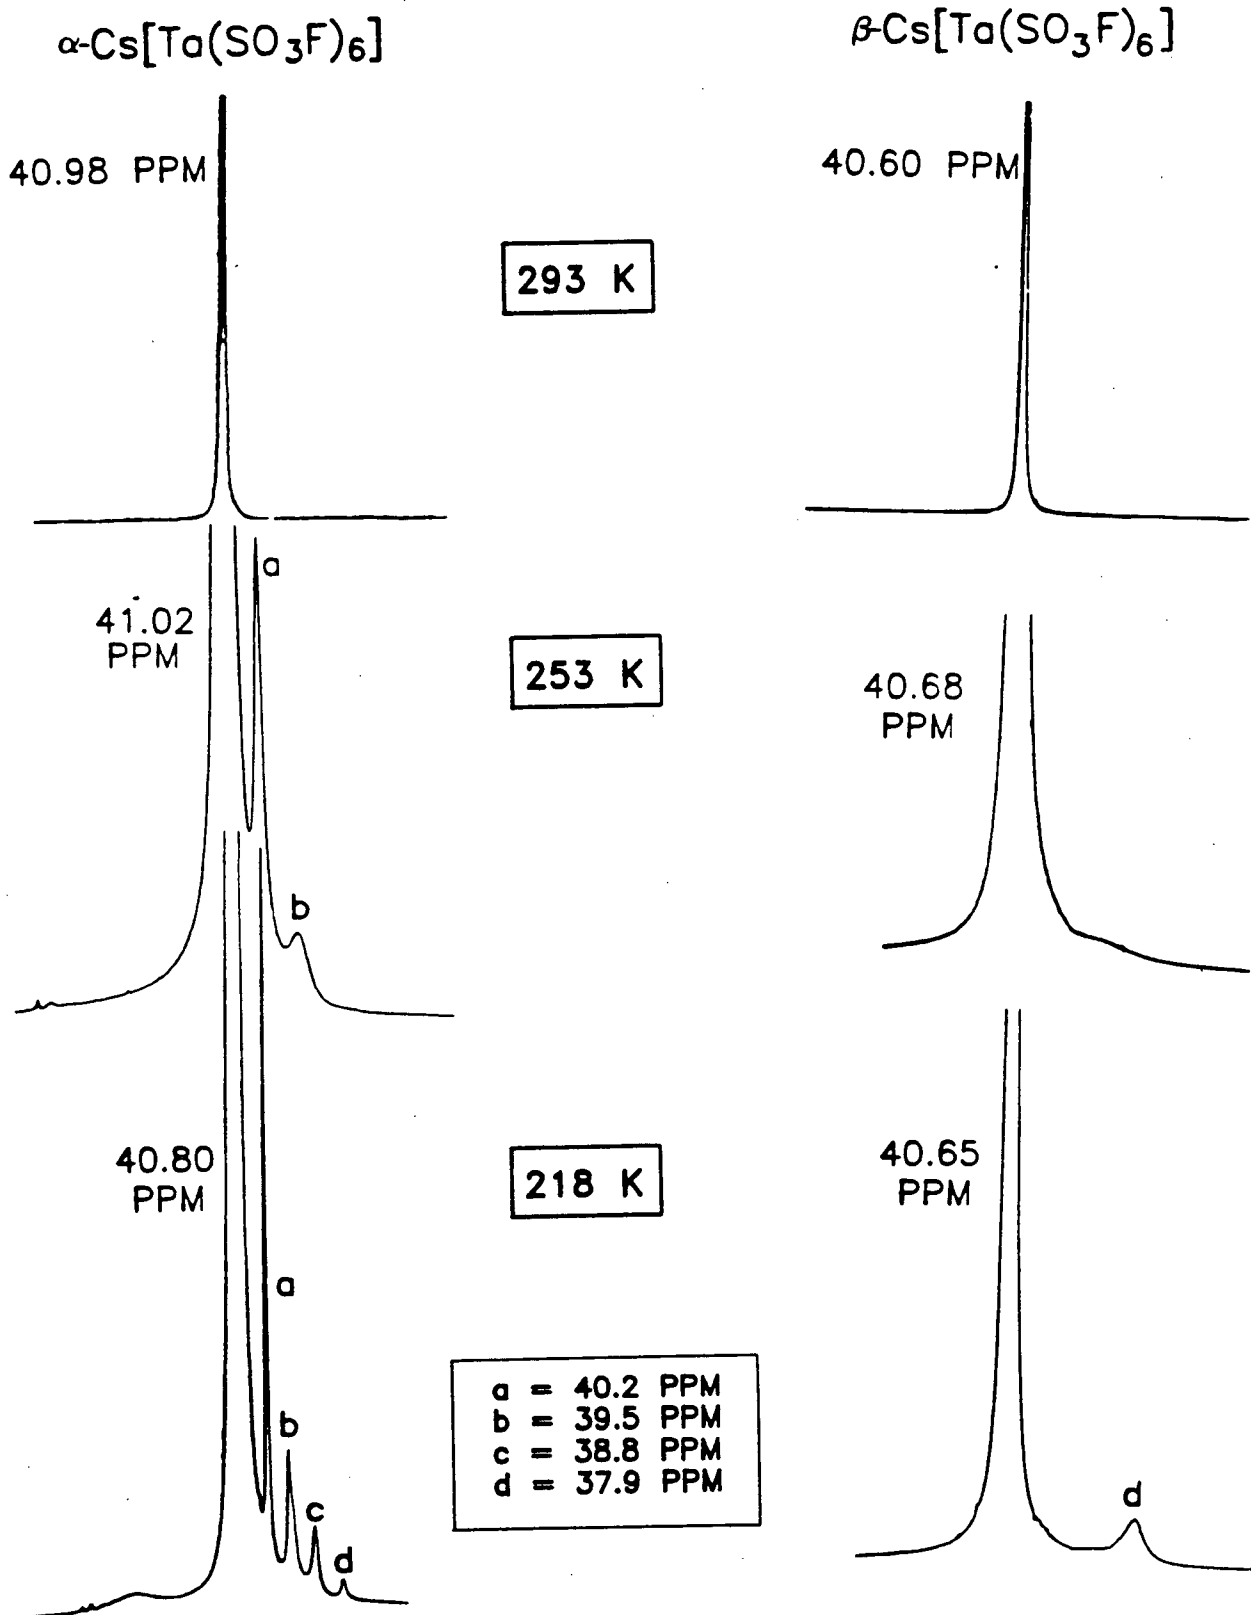 α-Cs[Ta(SO₃F)₆]
β-Cs[Ta(SO₃F)₆]
40.98 PPM
40.60 PPM
293 K
a
41.02
PPM
253 K
40.68
PPM
b
40.80
PPM
218 K
40.65
PPM
a
a = 40.2 PPM
b = 39.5 PPM
c = 38.8 PPM
d = 37.9 PPM
b
c
d
d